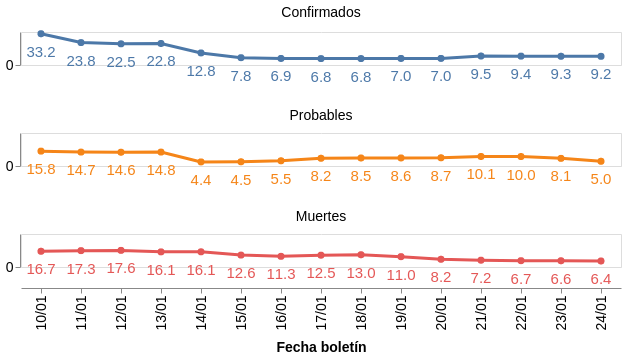 Confirmados
0
33.2 23.8 22.5 22.8 12.8 7.8 6.9 6.8 6.8 7.0 7.0 9.5 9.4 9.3 9.2
Probables
0
15.8 14.7 14.6 14.8 4.4 4.5 5.5 8.2 8.5 8.6 8.7 10.1 10.0 8.1 5.0
Muertes
0
16.7 17.3 17.6 16.1 16.1 12.6 11.3 12.5 13.0 11.0 8.2 7.2 6.7 6.6 6.4
10/01 11/01 12/01 13/01 14/01 15/01 16/01 17/01 18/01 19/01 20/01 21/01 22/01 23/01 24/01
Fecha boletín